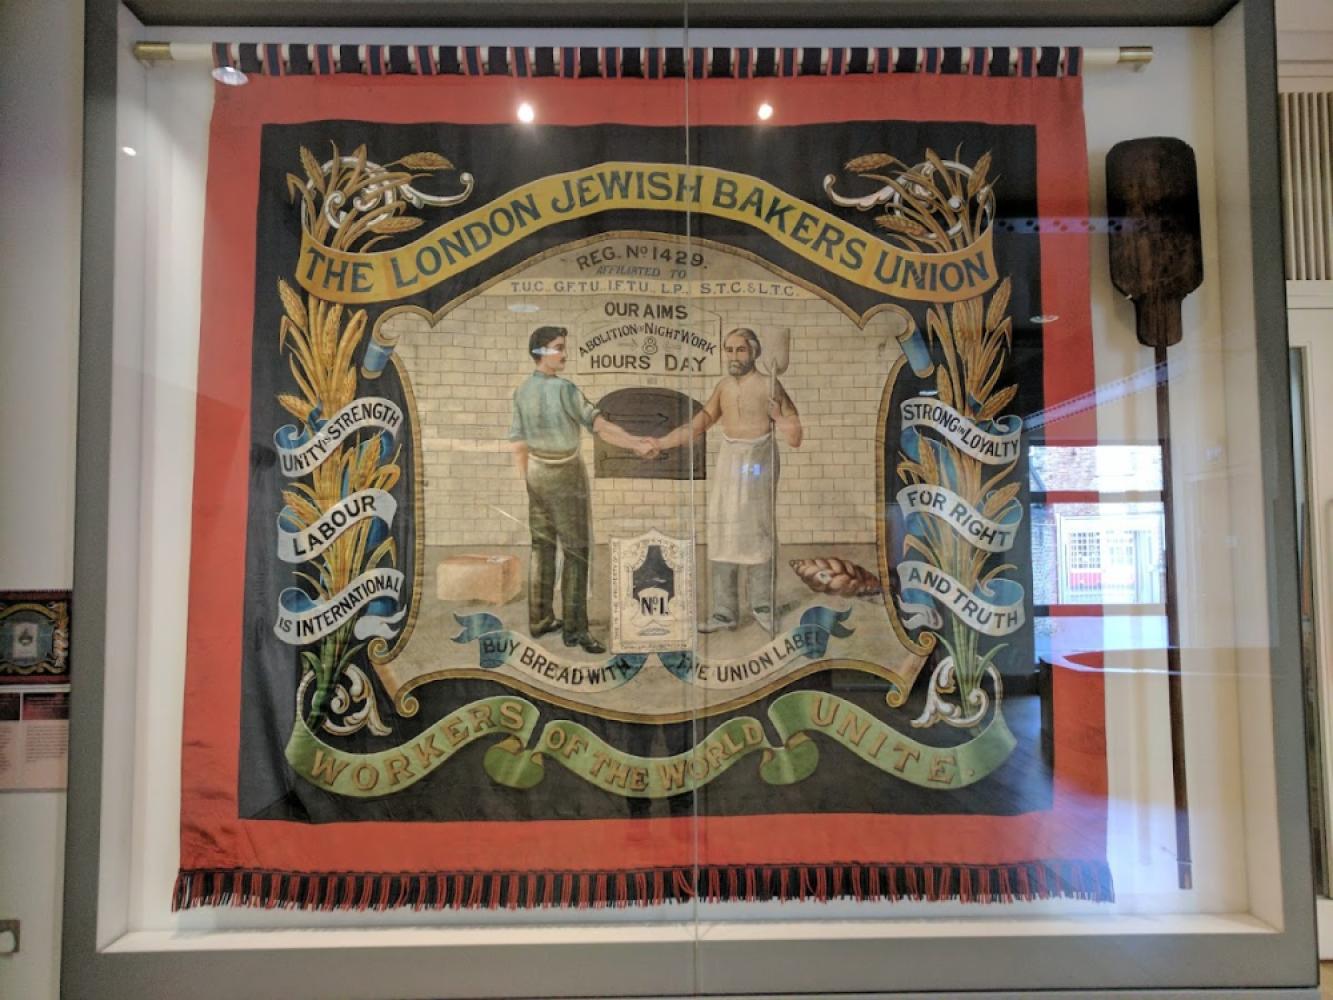 THE LONDON JEWISH BAKERS UNION
REG. No 1429.
AFFILIATED TO
T.U.C. G.F.T.U. I.F.T.U. L.P. S.T.C. & L.T.C.
OUR AIMS
ABOLITION OF NIGHT WORK
8
HOURS DAY
UNITY IS STRENGTH
LABOUR
IS INTERNATIONAL
STRONG IN LOYALTY
FOR RIGHT
AND TRUTH
No 1.
BUY BREAD WITH THE UNION LABEL
WORKERS OF THE WORLD UNITE.